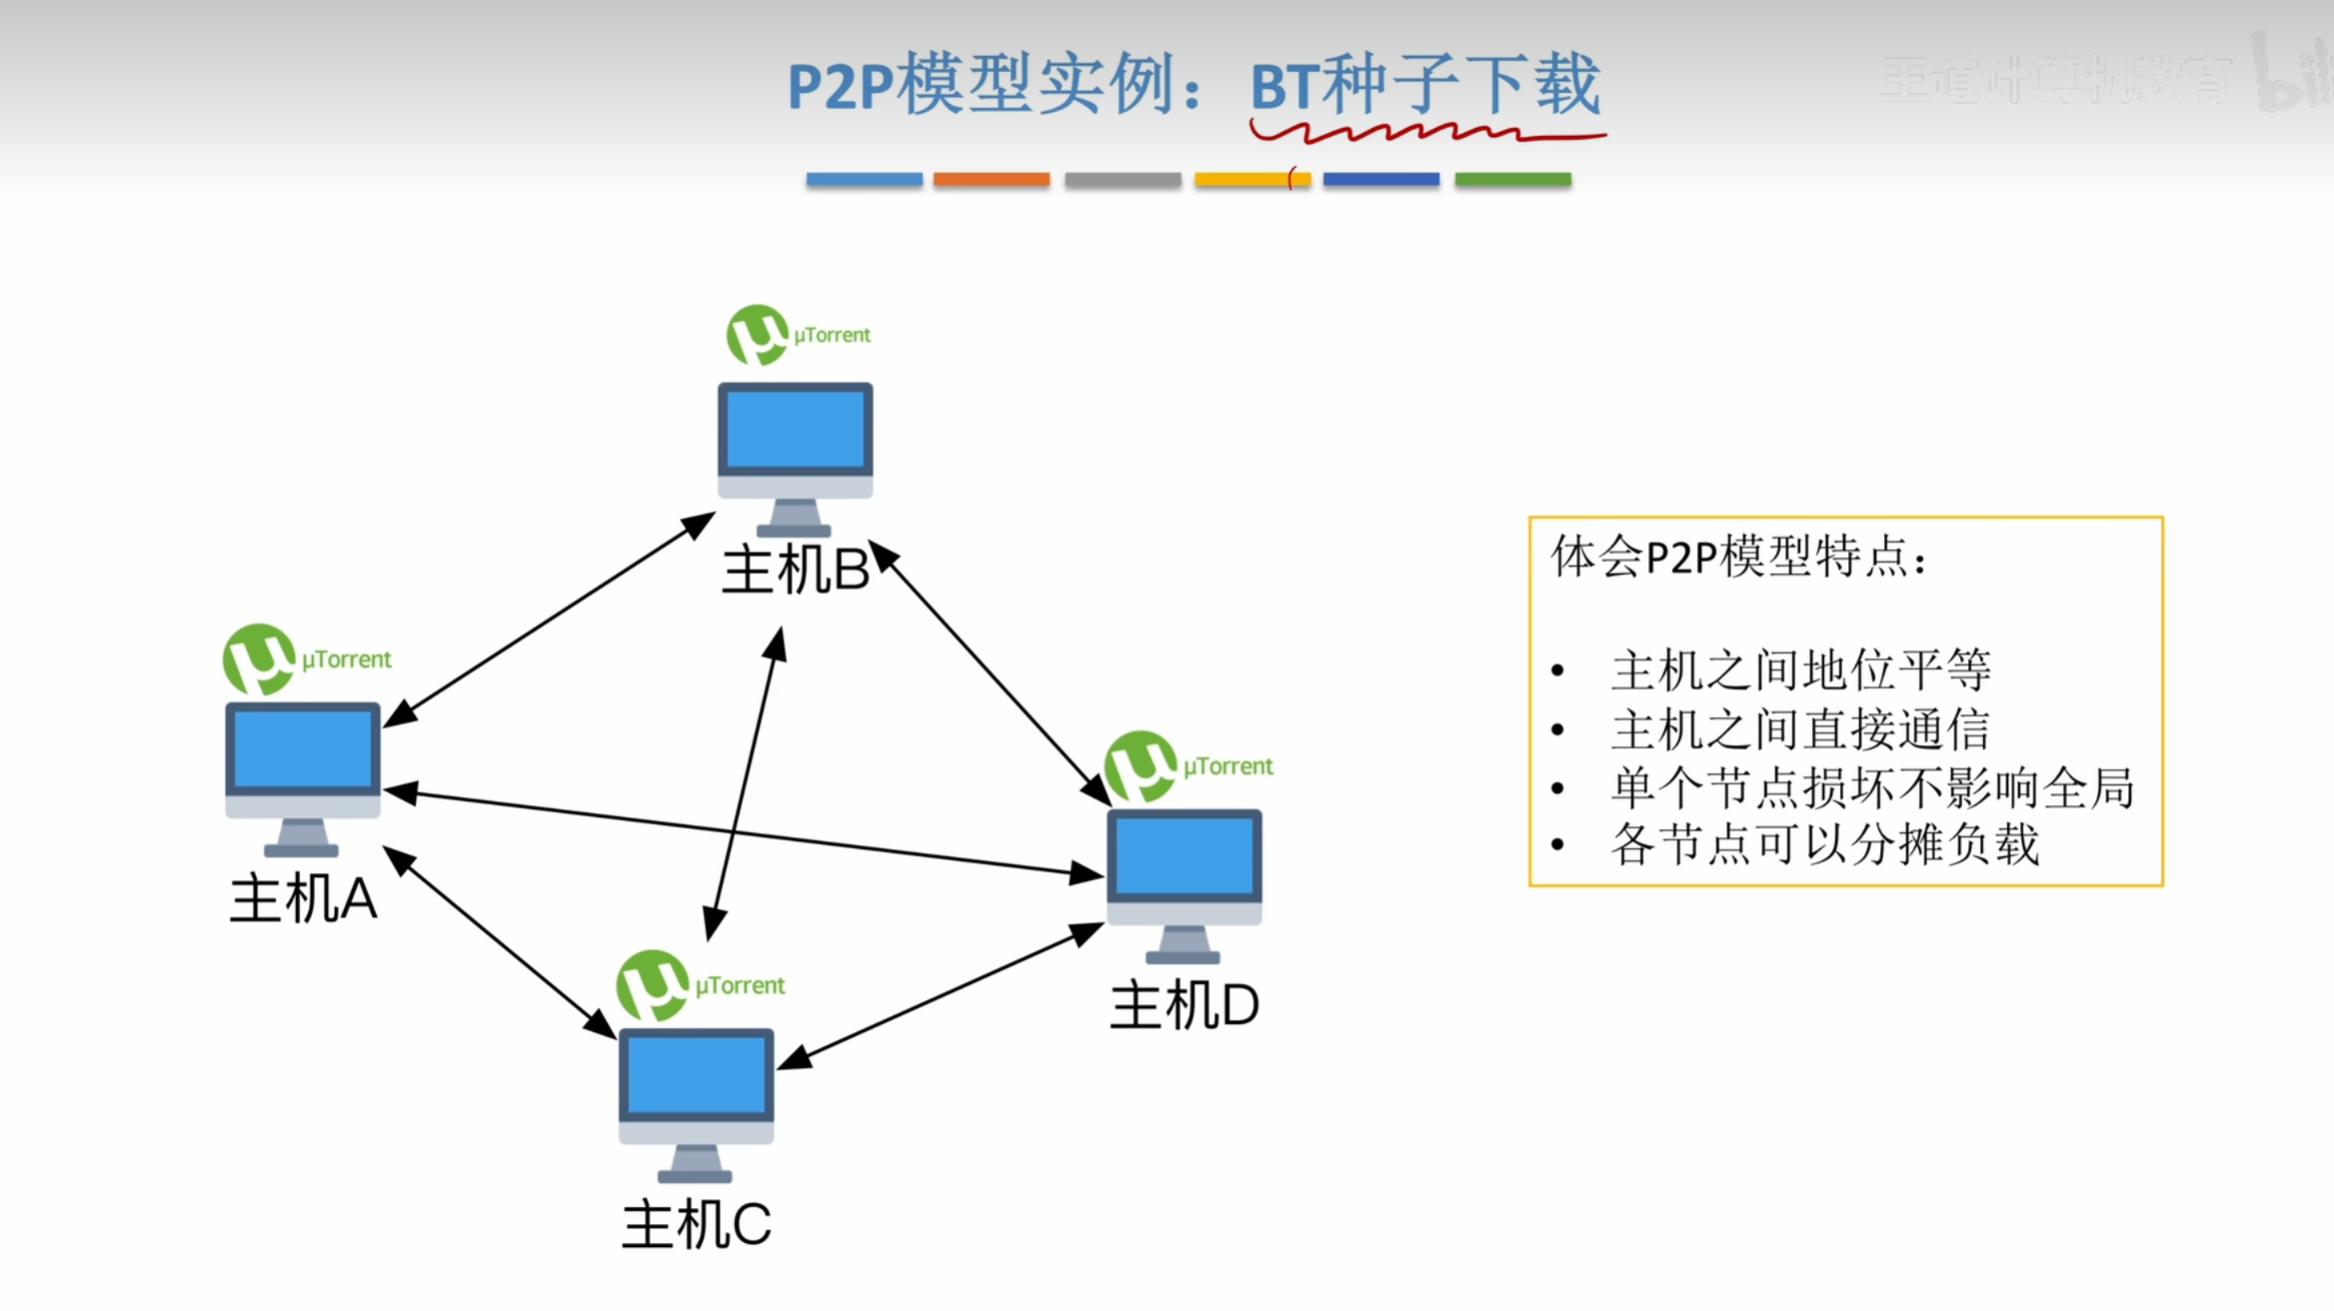 P2P模型实例：BT种子下载
王道计算机教育
μTorrent
主机B
μTorrent
主机A
μTorrent
主机D
μTorrent
主机C
体会P2P模型特点：
• 主机之间地位平等
• 主机之间直接通信
• 单个节点损坏不影响全局
• 各节点可以分摊负载